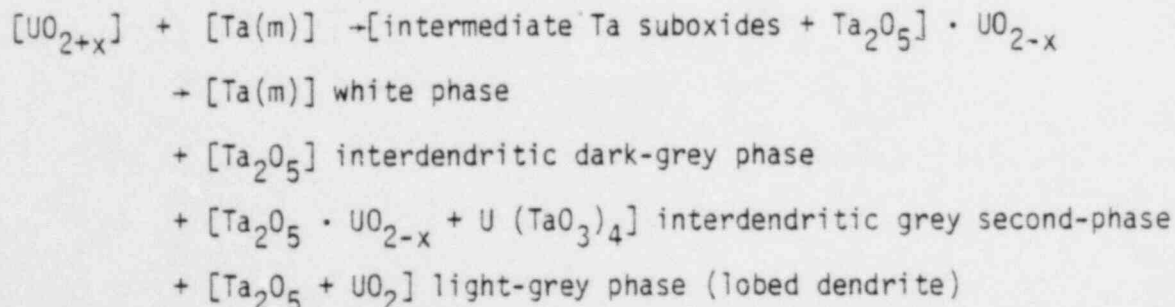 [UO₂₊ₓ] + [Ta(m)] →[intermediate Ta suboxides + Ta₂O₅] · UO₂₋ₓ
→ [Ta(m)] white phase
+ [Ta₂O₅] interdendritic dark-grey phase
+ [Ta₂O₅ · UO₂₋ₓ + U (TaO₃)₄] interdendritic grey second-phase
+ [Ta₂O₅ + UO₂] light-grey phase (lobed dendrite)